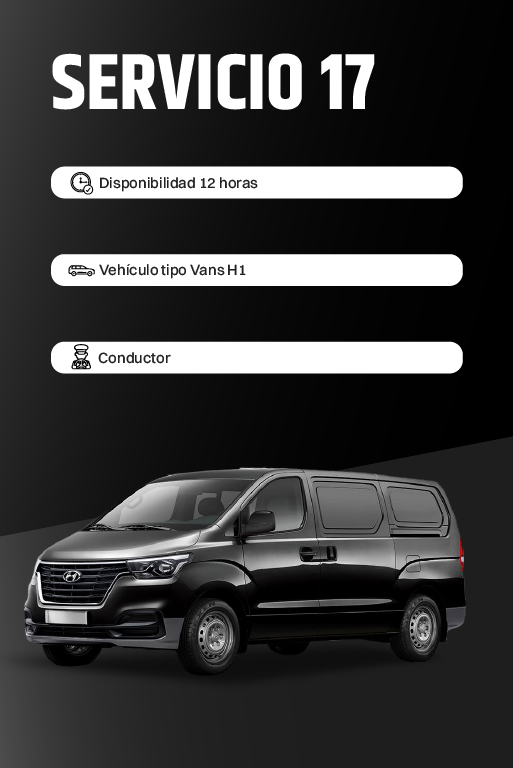 SERVICIO 17
Disponibilidad 12 horas
Vehículo tipo Vans H1
Conductor